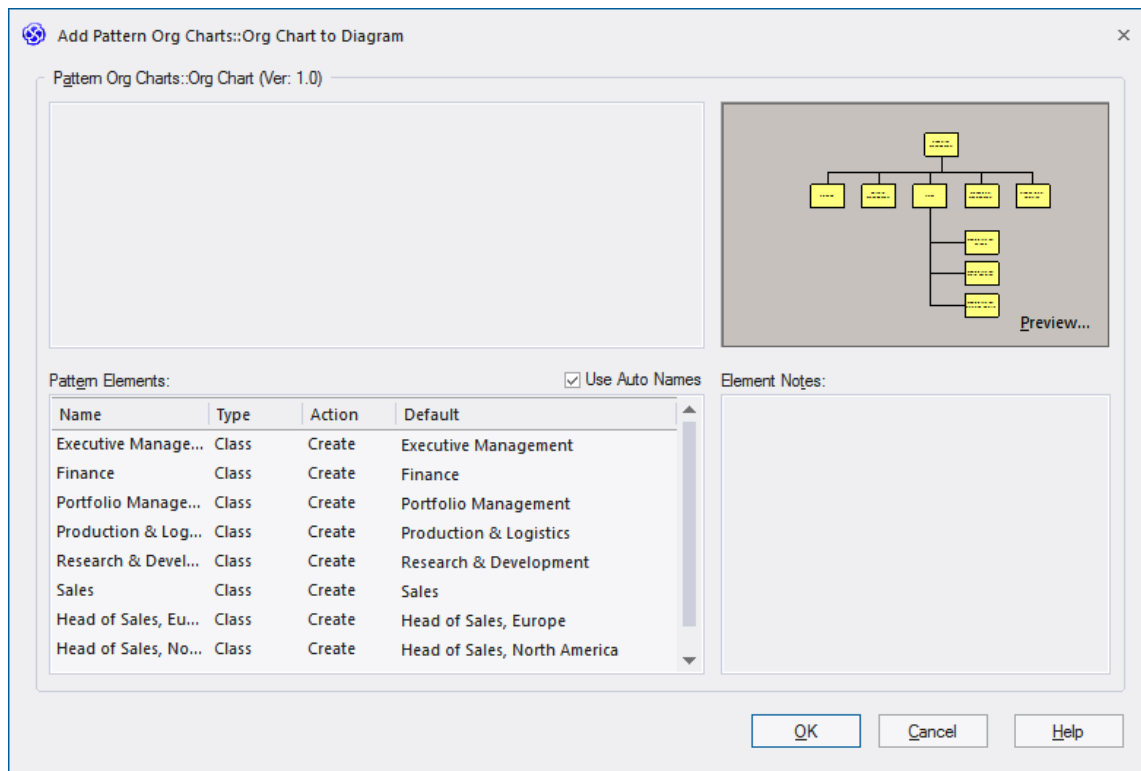 Add Pattern Org Charts::Org Chart to Diagram
Pattern Org Charts::Org Chart (Ver: 1.0)
Preview...
Pattern Elements:
Use Auto Names
Element Notes:
Name Type Action Default
Executive Manage... Class Create Executive Management
Finance Class Create Finance
Portfolio Manage... Class Create Portfolio Management
Production & Log... Class Create Production & Logistics
Research & Devel... Class Create Research & Development
Sales Class Create Sales
Head of Sales, Eu... Class Create Head of Sales, Europe
Head of Sales, No... Class Create Head of Sales, North America
OK
Cancel
Help